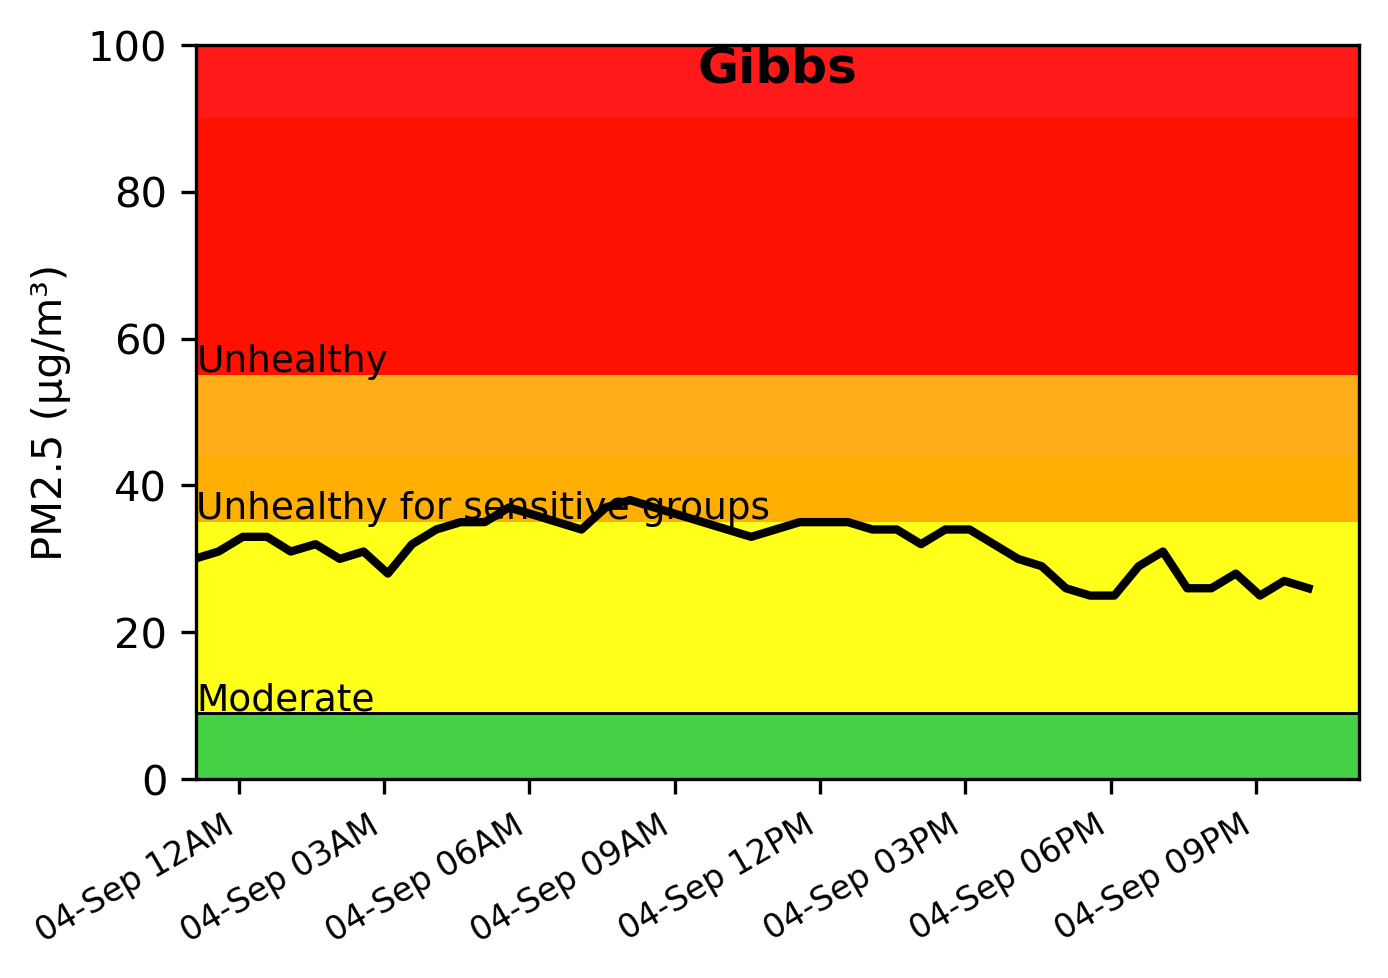 Gibbs
100
80
60
40
20
0
PM2.5 (μg/m³)
Unhealthy
Unhealthy for sensitive groups
Moderate
04-Sep 12AM
04-Sep 03AM
04-Sep 06AM
04-Sep 09AM
04-Sep 12PM
04-Sep 03PM
04-Sep 06PM
04-Sep 09PM